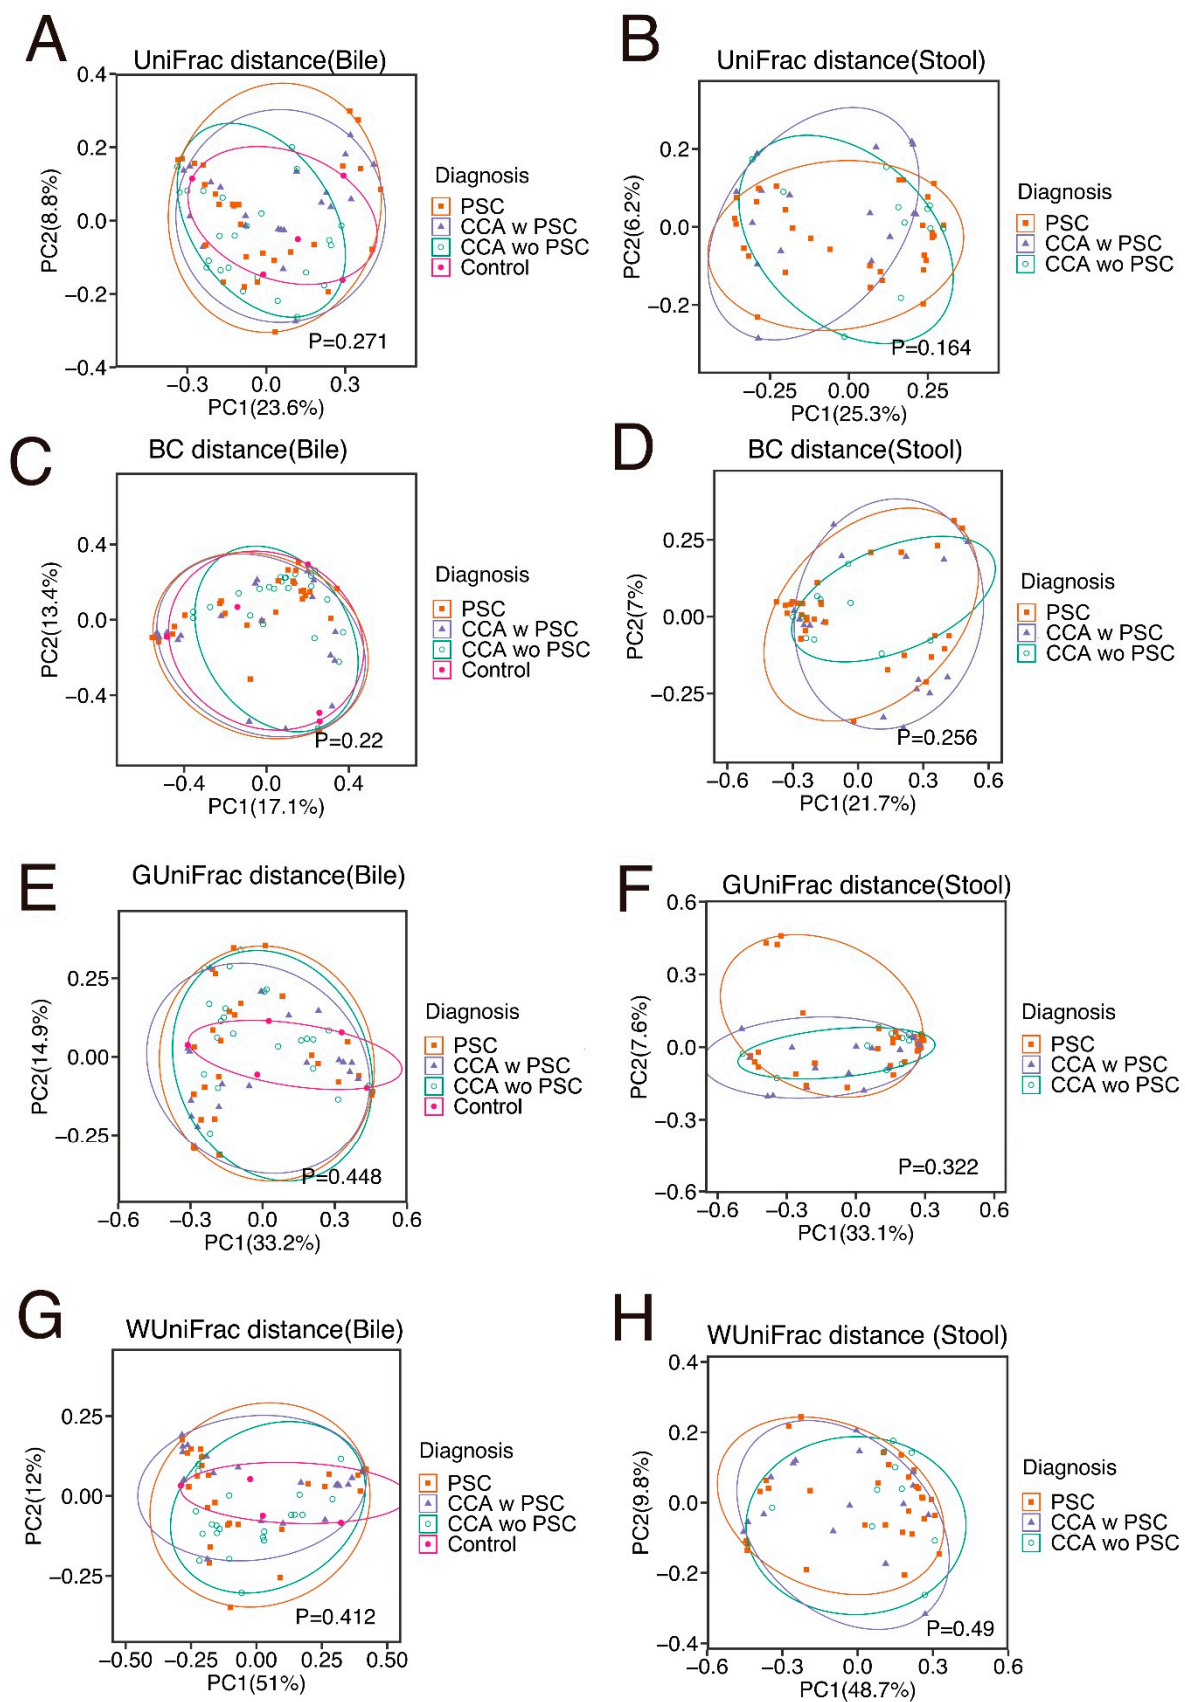 A
UniFrac distance(Bile)
0.4
0.2
0.0
−0.2
−0.4
PC2(8.8%)
−0.3 0.0 0.3
PC1(23.6%)
P=0.271
Diagnosis
PSC
CCA w PSC
CCA wo PSC
Control
B
UniFrac distance(Stool)
0.2
0.0
−0.2
PC2(6.2%)
−0.25 0.00 0.25
PC1(25.3%)
P=0.164
Diagnosis
PSC
CCA w PSC
CCA wo PSC
C
BC distance(Bile)
0.4
0.0
−0.4
PC2(13.4%)
−0.4 0.0 0.4
PC1(17.1%)
P=0.22
Diagnosis
PSC
CCA w PSC
CCA wo PSC
Control
D
BC distance(Stool)
0.25
0.00
−0.25
PC2(7%)
−0.6 −0.3 0.0 0.3 0.6
PC1(21.7%)
P=0.256
Diagnosis
PSC
CCA w PSC
CCA wo PSC
E
GUniFrac distance(Bile)
0.25
0.00
−0.25
PC2(14.9%)
−0.6 −0.3 0.0 0.3 0.6
PC1(33.2%)
P=0.448
Diagnosis
PSC
CCA w PSC
CCA wo PSC
Control
F
GUniFrac distance(Stool)
0.6
0.3
0.0
−0.3
−0.6
PC2(7.6%)
−0.6 −0.3 0.0 0.3 0.6
PC1(33.1%)
P=0.322
Diagnosis
PSC
CCA w PSC
CCA wo PSC
G
WUniFrac distance(Bile)
0.25
0.00
−0.25
PC2(12%)
−0.50 −0.25 0.00 0.25 0.50
PC1(51%)
P=0.412
Diagnosis
PSC
CCA w PSC
CCA wo PSC
Control
H
WUniFrac distance (Stool)
0.4
0.2
0.0
−0.2
−0.4
PC2(9.8%)
−0.6 −0.3 0.0 0.3 0.6
PC1(48.7%)
P=0.49
Diagnosis
PSC
CCA w PSC
CCA wo PSC